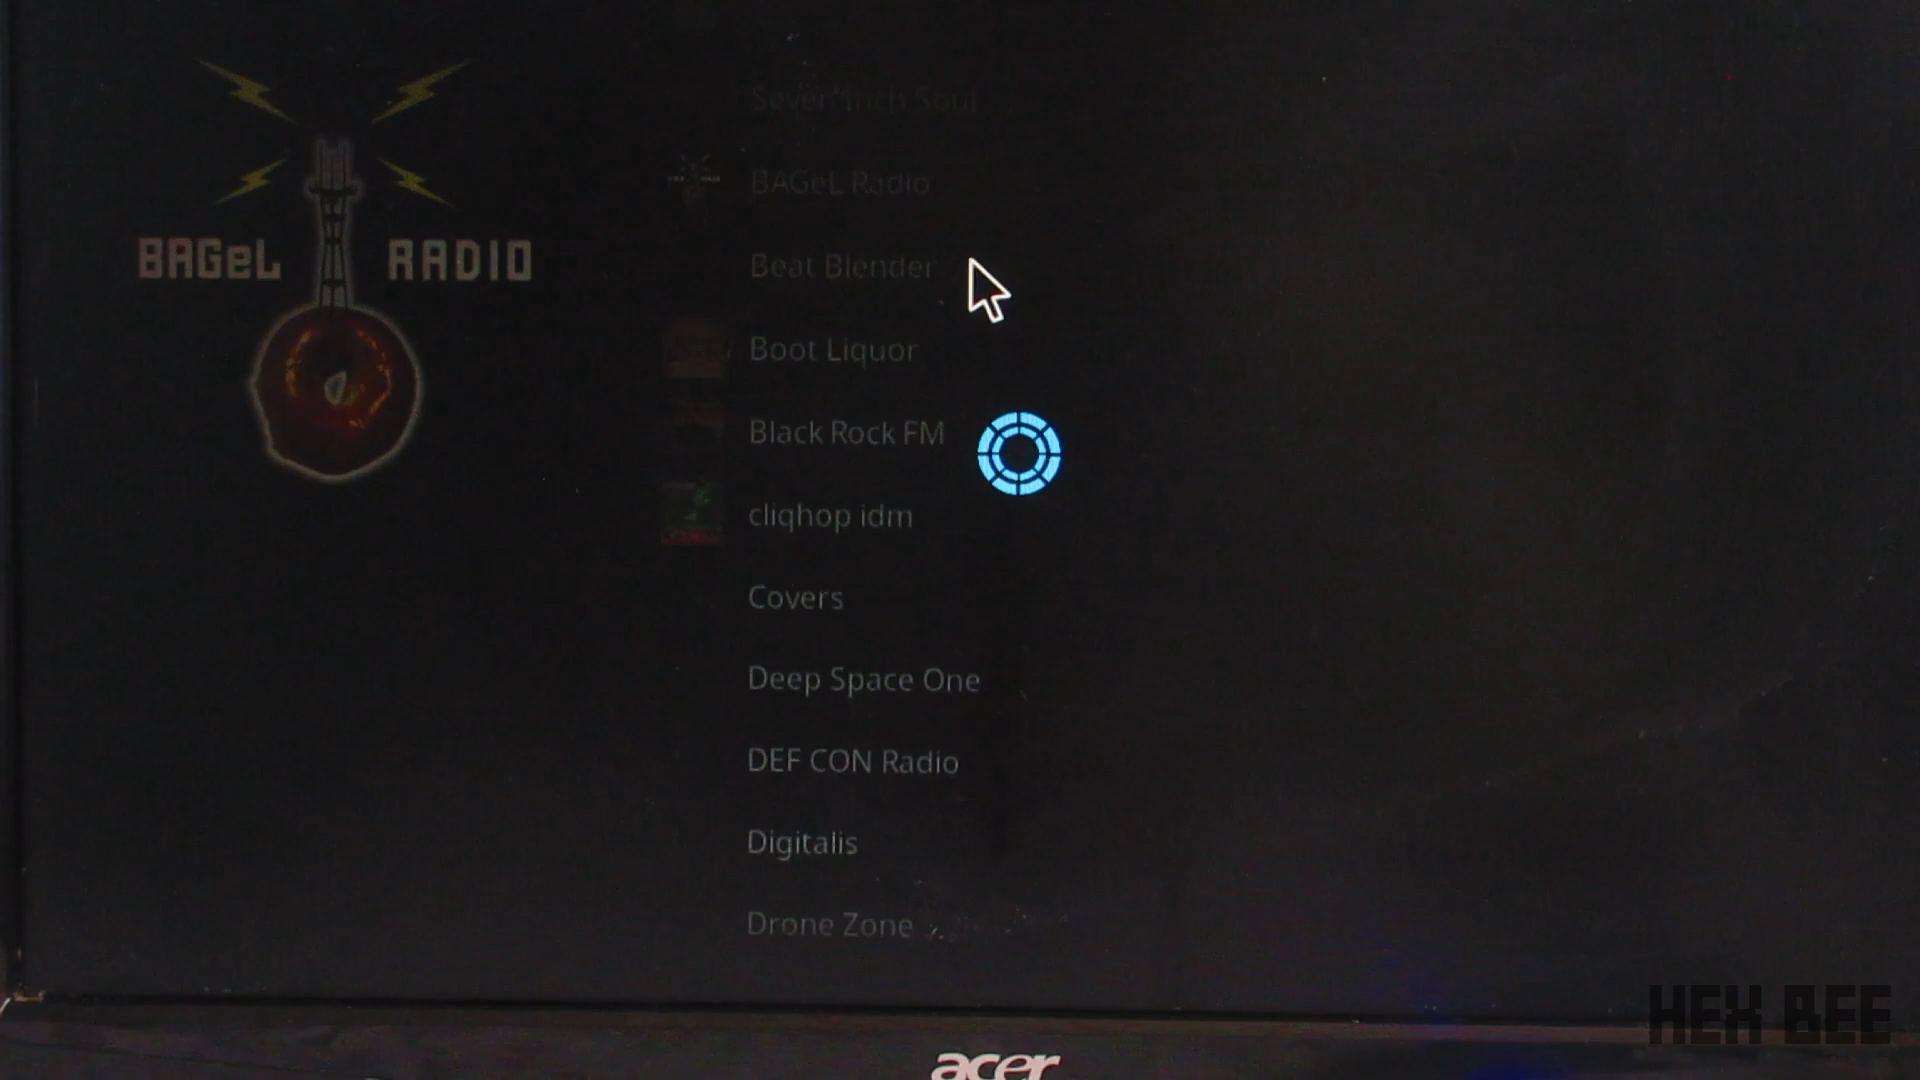 BAGeL RADIO
Seven Inch Soul
BAGeL Radio
Beat Blender
Boot Liquor
Black Rock FM
cliqhop idm
Covers
Deep Space One
DEF CON Radio
Digitalis
Drone Zone
HEX BEE
acer